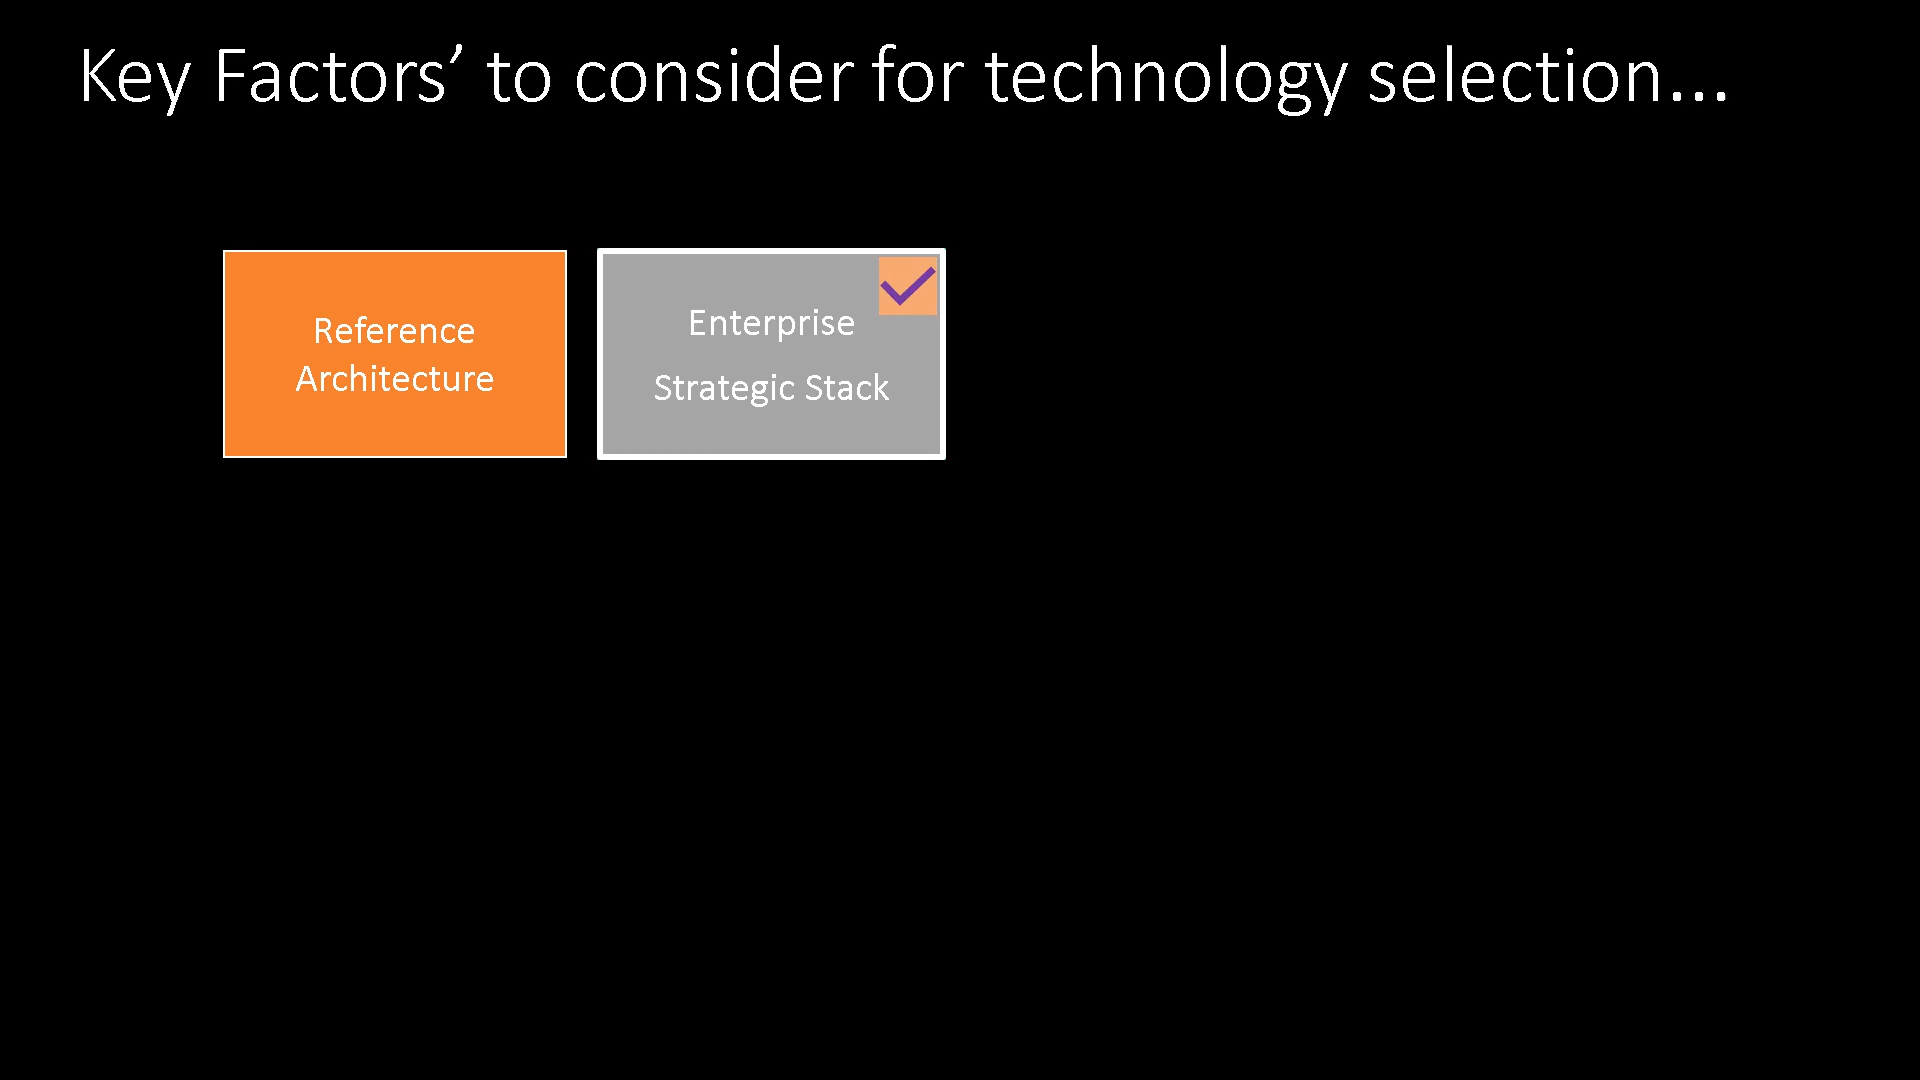 Key Factors’ to consider for technology selection...
Reference
Architecture
Enterprise
Strategic Stack